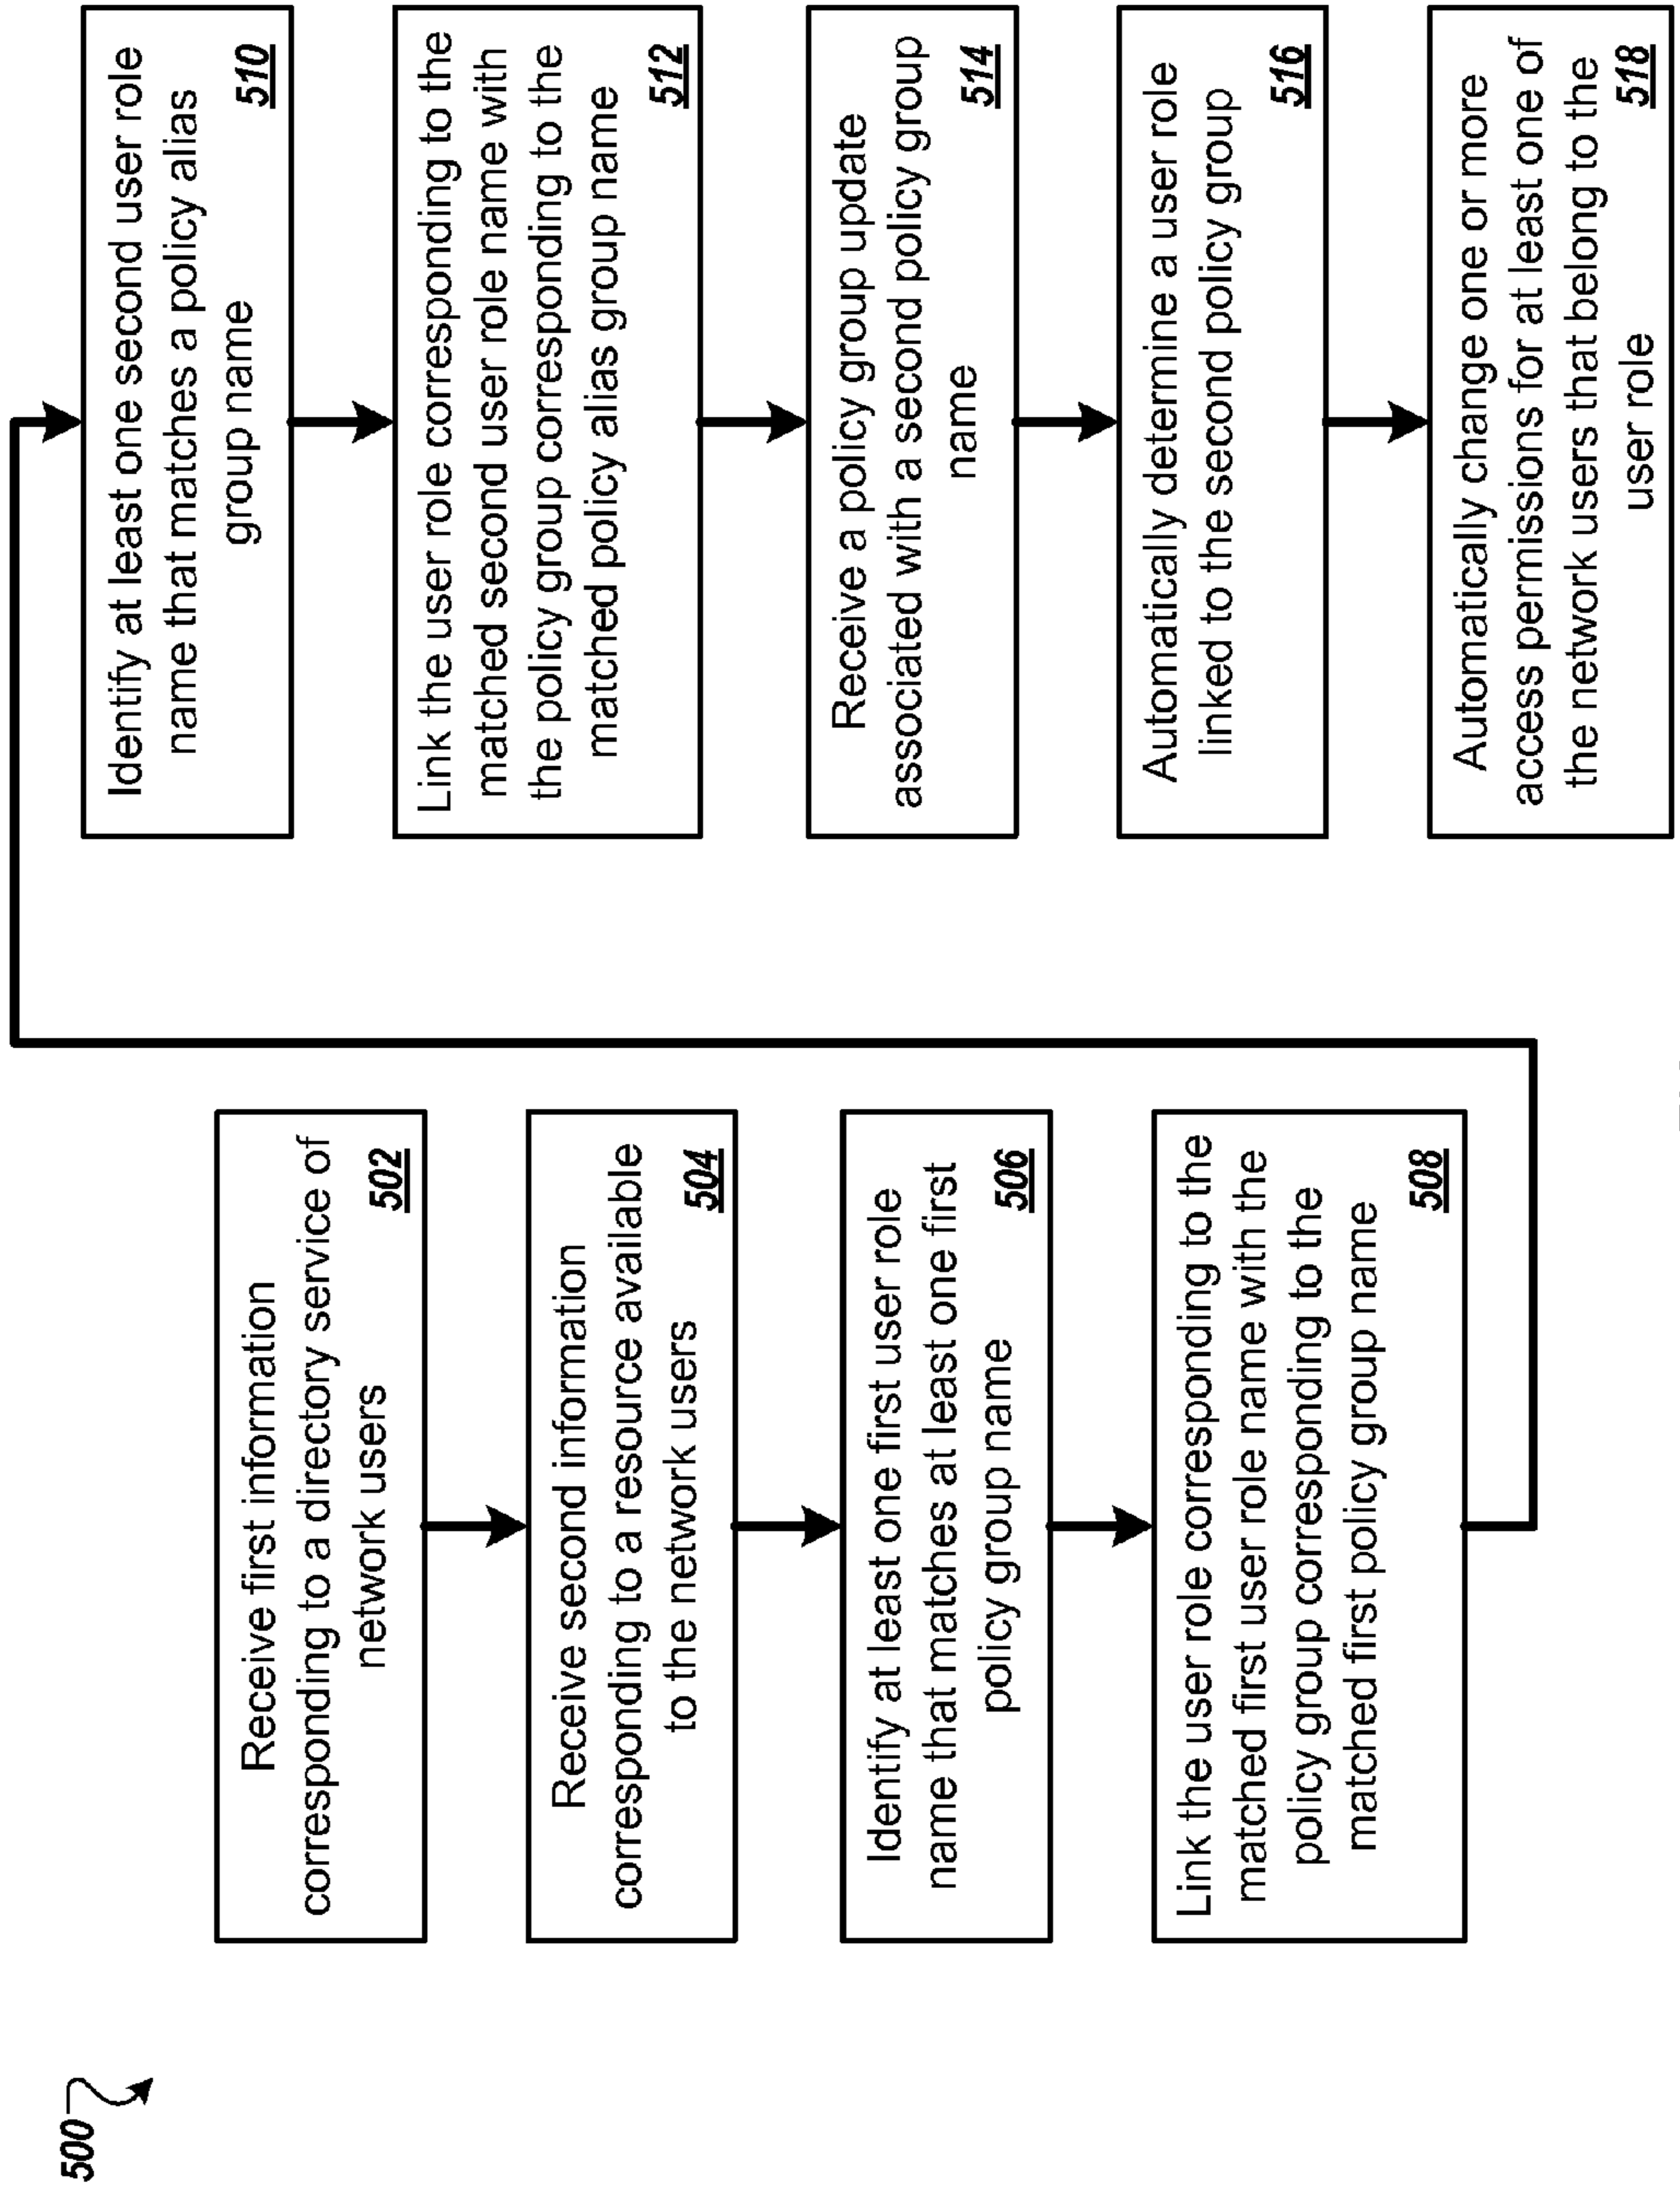 500
Receive first information
corresponding to a directory service of
network users
502
Receive second information
corresponding to a resource available
to the network users
504
Identify at least one first user role
name that matches at least one first
policy group name
506
Link the user role corresponding to the
matched first user role name with the
policy group corresponding to the
matched first policy group name
508
Identify at least one second user role
name that matches a policy alias
group name
510
Link the user role corresponding to the
matched second user role name with
the policy group corresponding to the
matched policy alias group name
512
Receive a policy group update
associated with a second policy group
name
514
Automatically determine a user role
linked to the second policy group
516
Automatically change one or more
access permissions for at least one of
the network users that belong to the
user role
518